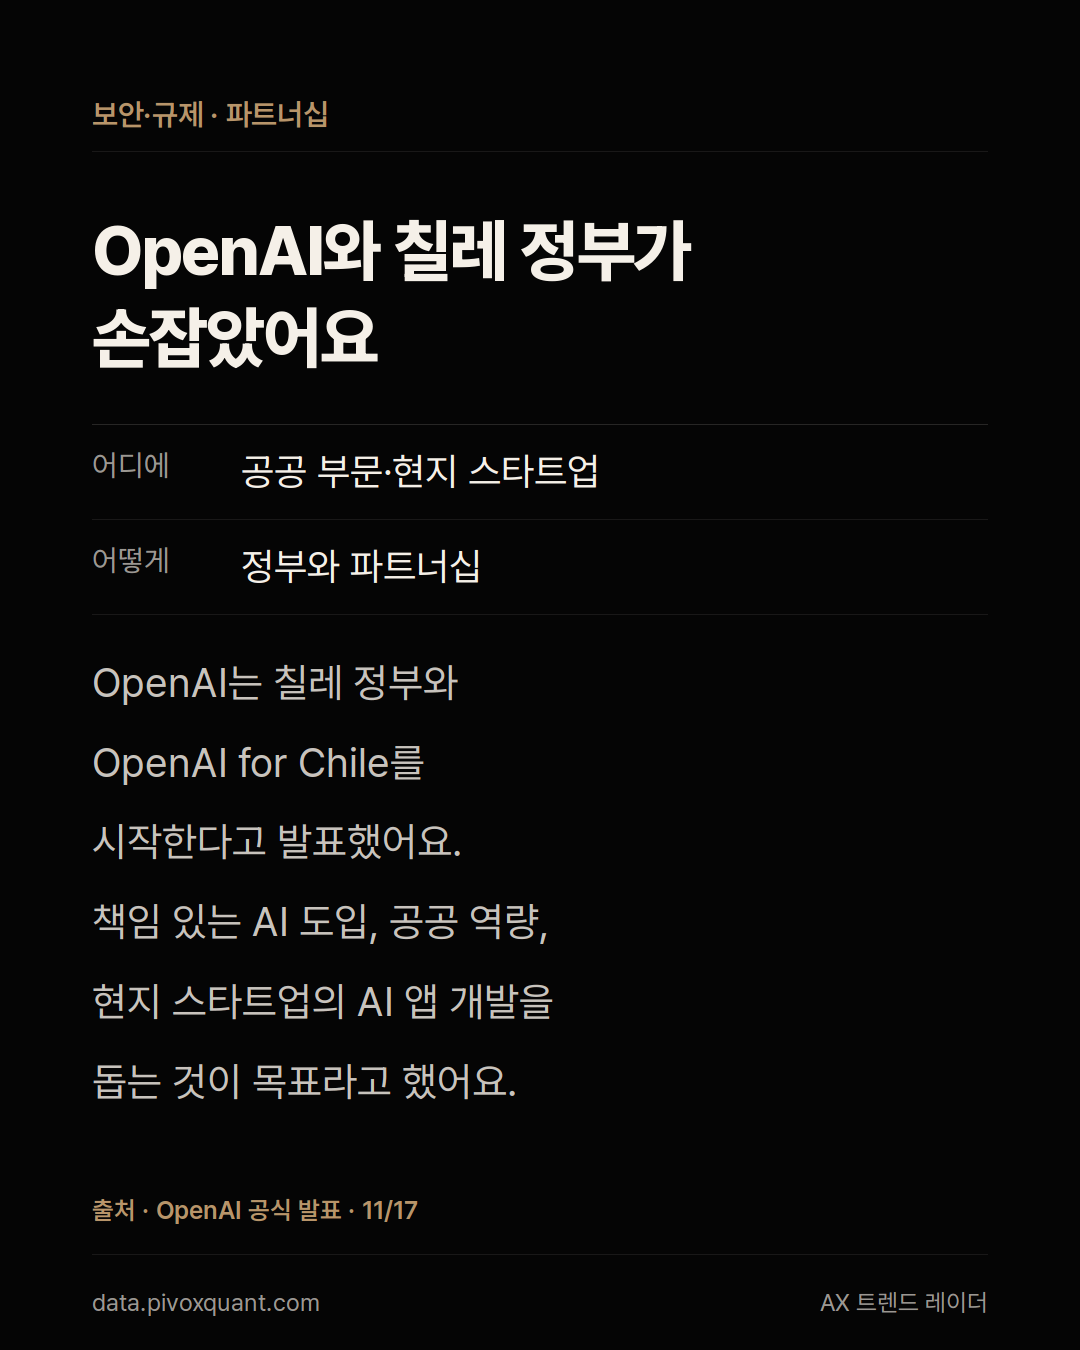 보안·규제 · 파트너십
OpenAI와 칠레 정부가
손잡았어요
어디에 공공 부문·현지 스타트업
어떻게 정부와 파트너십
OpenAI는 칠레 정부와
OpenAI for Chile를
시작한다고 발표했어요.
책임 있는 AI 도입, 공공 역량,
현지 스타트업의 AI 앱 개발을
돕는 것이 목표라고 했어요.
출처 · OpenAI 공식 발표 · 11/17
data.pivoxquant.com AX 트렌드 레이더